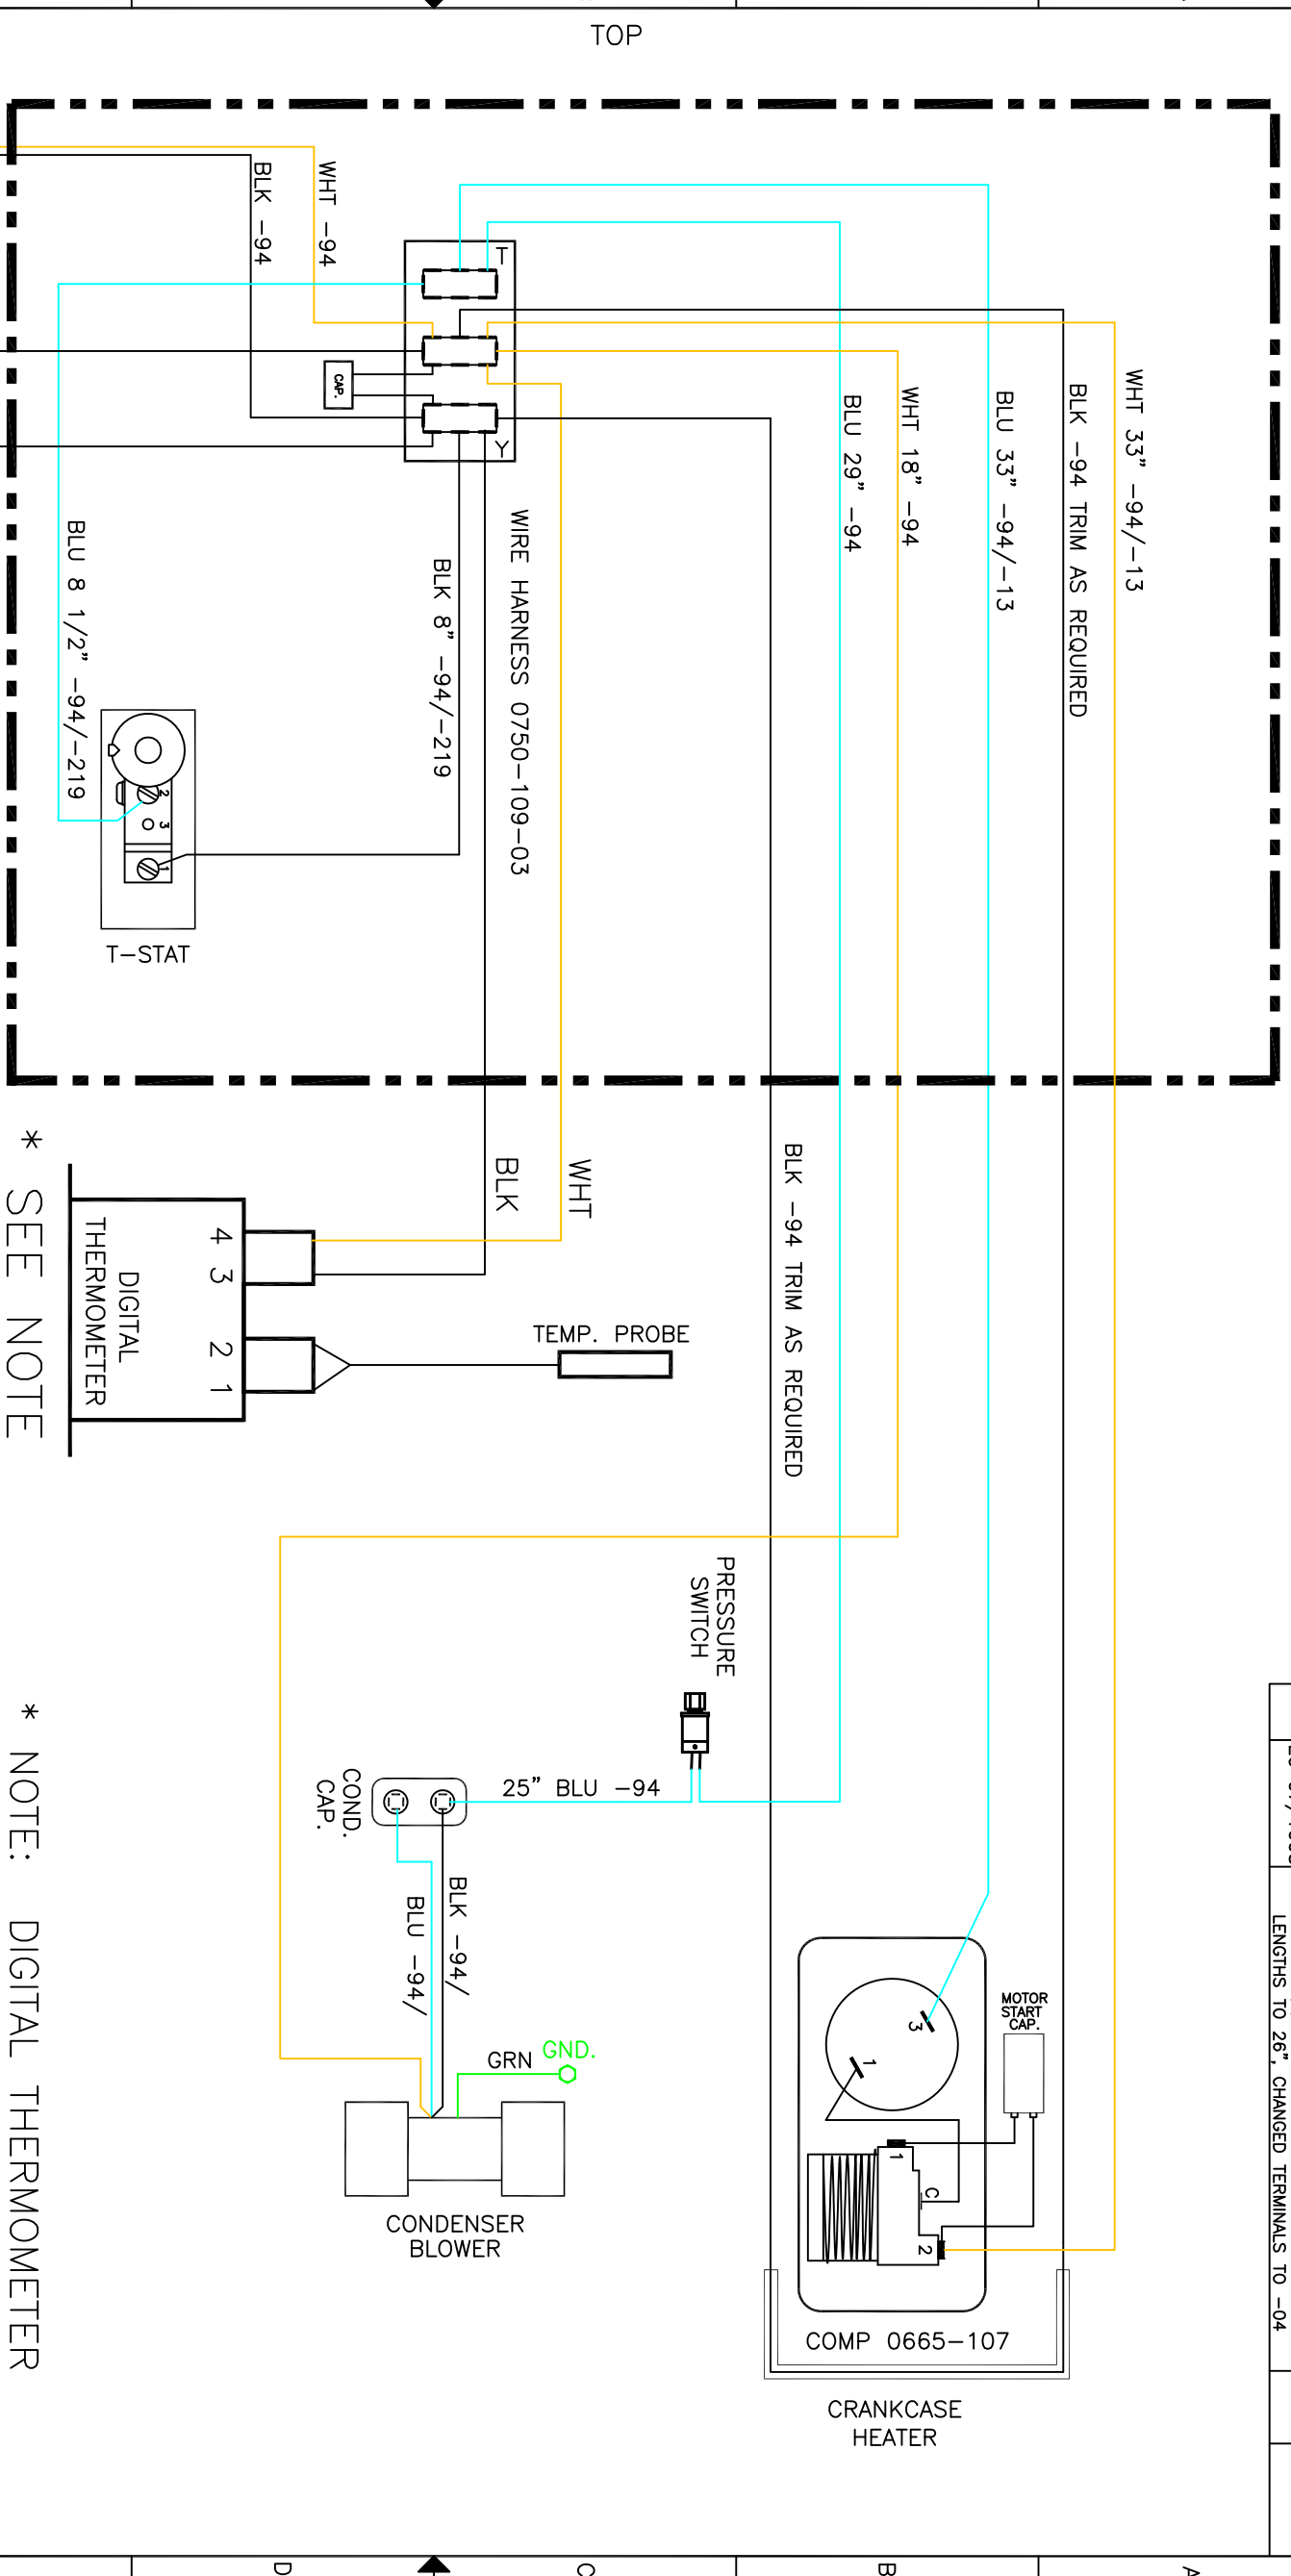 TOP
WHT -94
BLK -94
T
CAP.
Y
WHT 33" -94/-13
BLK -94 TRIM AS REQUIRED
BLU 33" -94/-13
WHT 18" -94
BLU 29" -94
WIRE HARNESS 0750-109-03
BLK 8" -94/-219
BLU 8 1/2" -94/-219
2
3
1
T-STAT
* SEE NOTE
BLK
WHT
4
3
2
1
DIGITAL
THERMOMETER
TEMP. PROBE
BLK -94 TRIM AS REQUIRED
PRESSURE
SWITCH
25" BLU -94
COND.
CAP.
BLK -94/
BLU -94/
GRN
GND.
CONDENSER
BLOWER
MOTOR
START
CAP.
3
1
1
C
2
COMP 0665-107
CRANKCASE
HEATER
* NOTE: DIGITAL THERMOMETER
LENGTHS TO 26", CHANGED TERMINALS TO -04
D
C
B
A